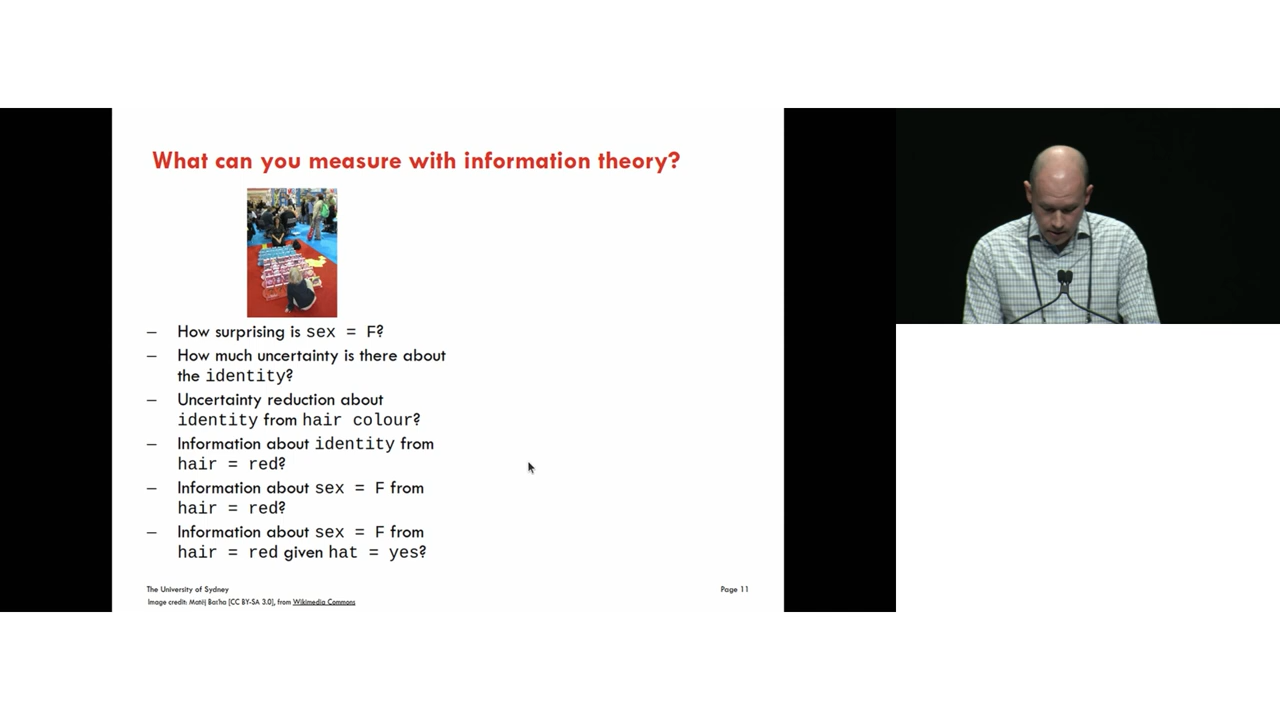 What can you measure with information theory?
– How surprising is sex = F?
– How much uncertainty is there about
the identity?
– Uncertainty reduction about
identity from hair colour?
– Information about identity from
hair = red?
– Information about sex = F from
hair = red?
– Information about sex = F from
hair = red given hat = yes?
The University of Sydney
Page 11
Image credit: Matěj Baťha [CC BY-SA 3.0], from Wikimedia Commons